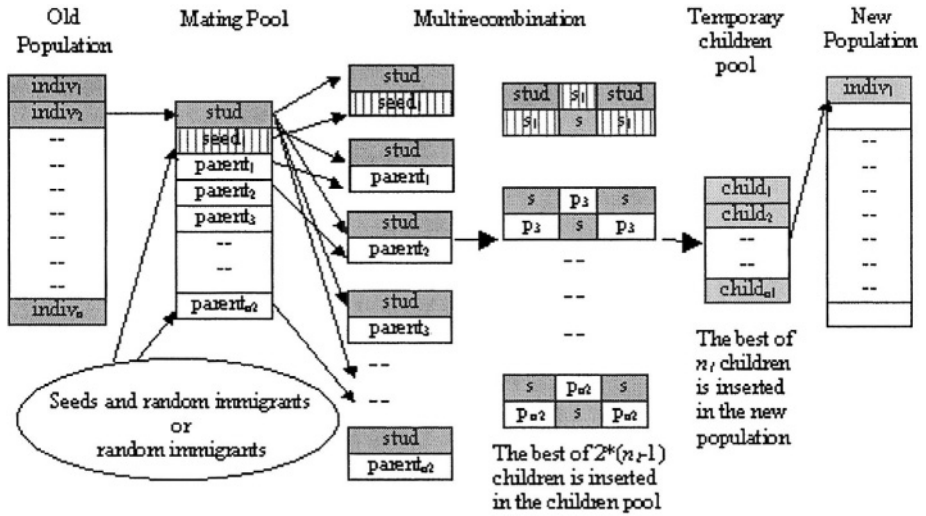 Old
Population
Mating Pool
Multirecombination
Temporary
children
pool
New
Population
indiv1
indiv2
--
--
--
--
--
--
indivn
stud
seed
parent1
parent2
parent3
--
--
parentn2
Seeds and random immigrants
or
random immigrants
stud
seed1
stud
parent1
stud
parent2
stud
parent3
--
--
stud
parentn2
stud s1 stud
s1 s s1
s p3 s
p3 s p3
--
--
--
s pn2 s
pn2 s pn2
The best of 2*(n2-1)
children is inserted
in the children pool
child1
child2
--
--
childn1
The best of
n1 children
is inserted
in the new
population
indiv1
--
--
--
--
--
--